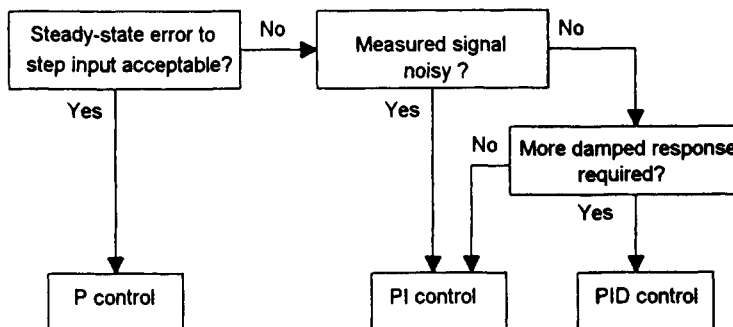 Steady-state error to
step input acceptable?
No
Measured signal
noisy ?
No
Yes
Yes
No
More damped response
required?
Yes
P control
PI control
PID control